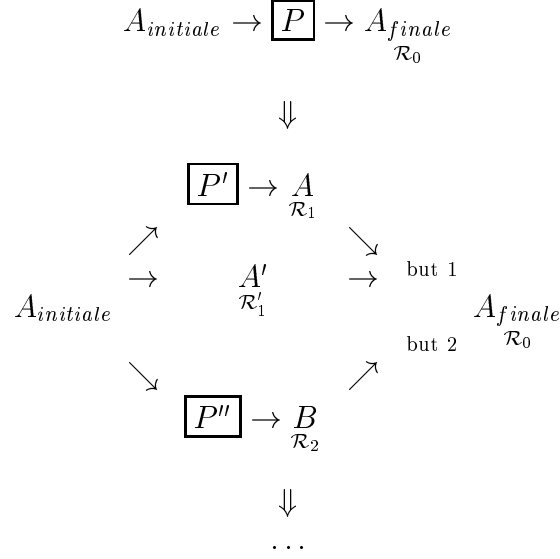 A_initiale → P → A_finale
R_0
⇓
P′ → A
R_1
↗ ↘
→ A′ → but 1
R′_1
A_initiale A_finale
R_0
but 2
↘ ↗
P″ → B
R_2
⇓
...